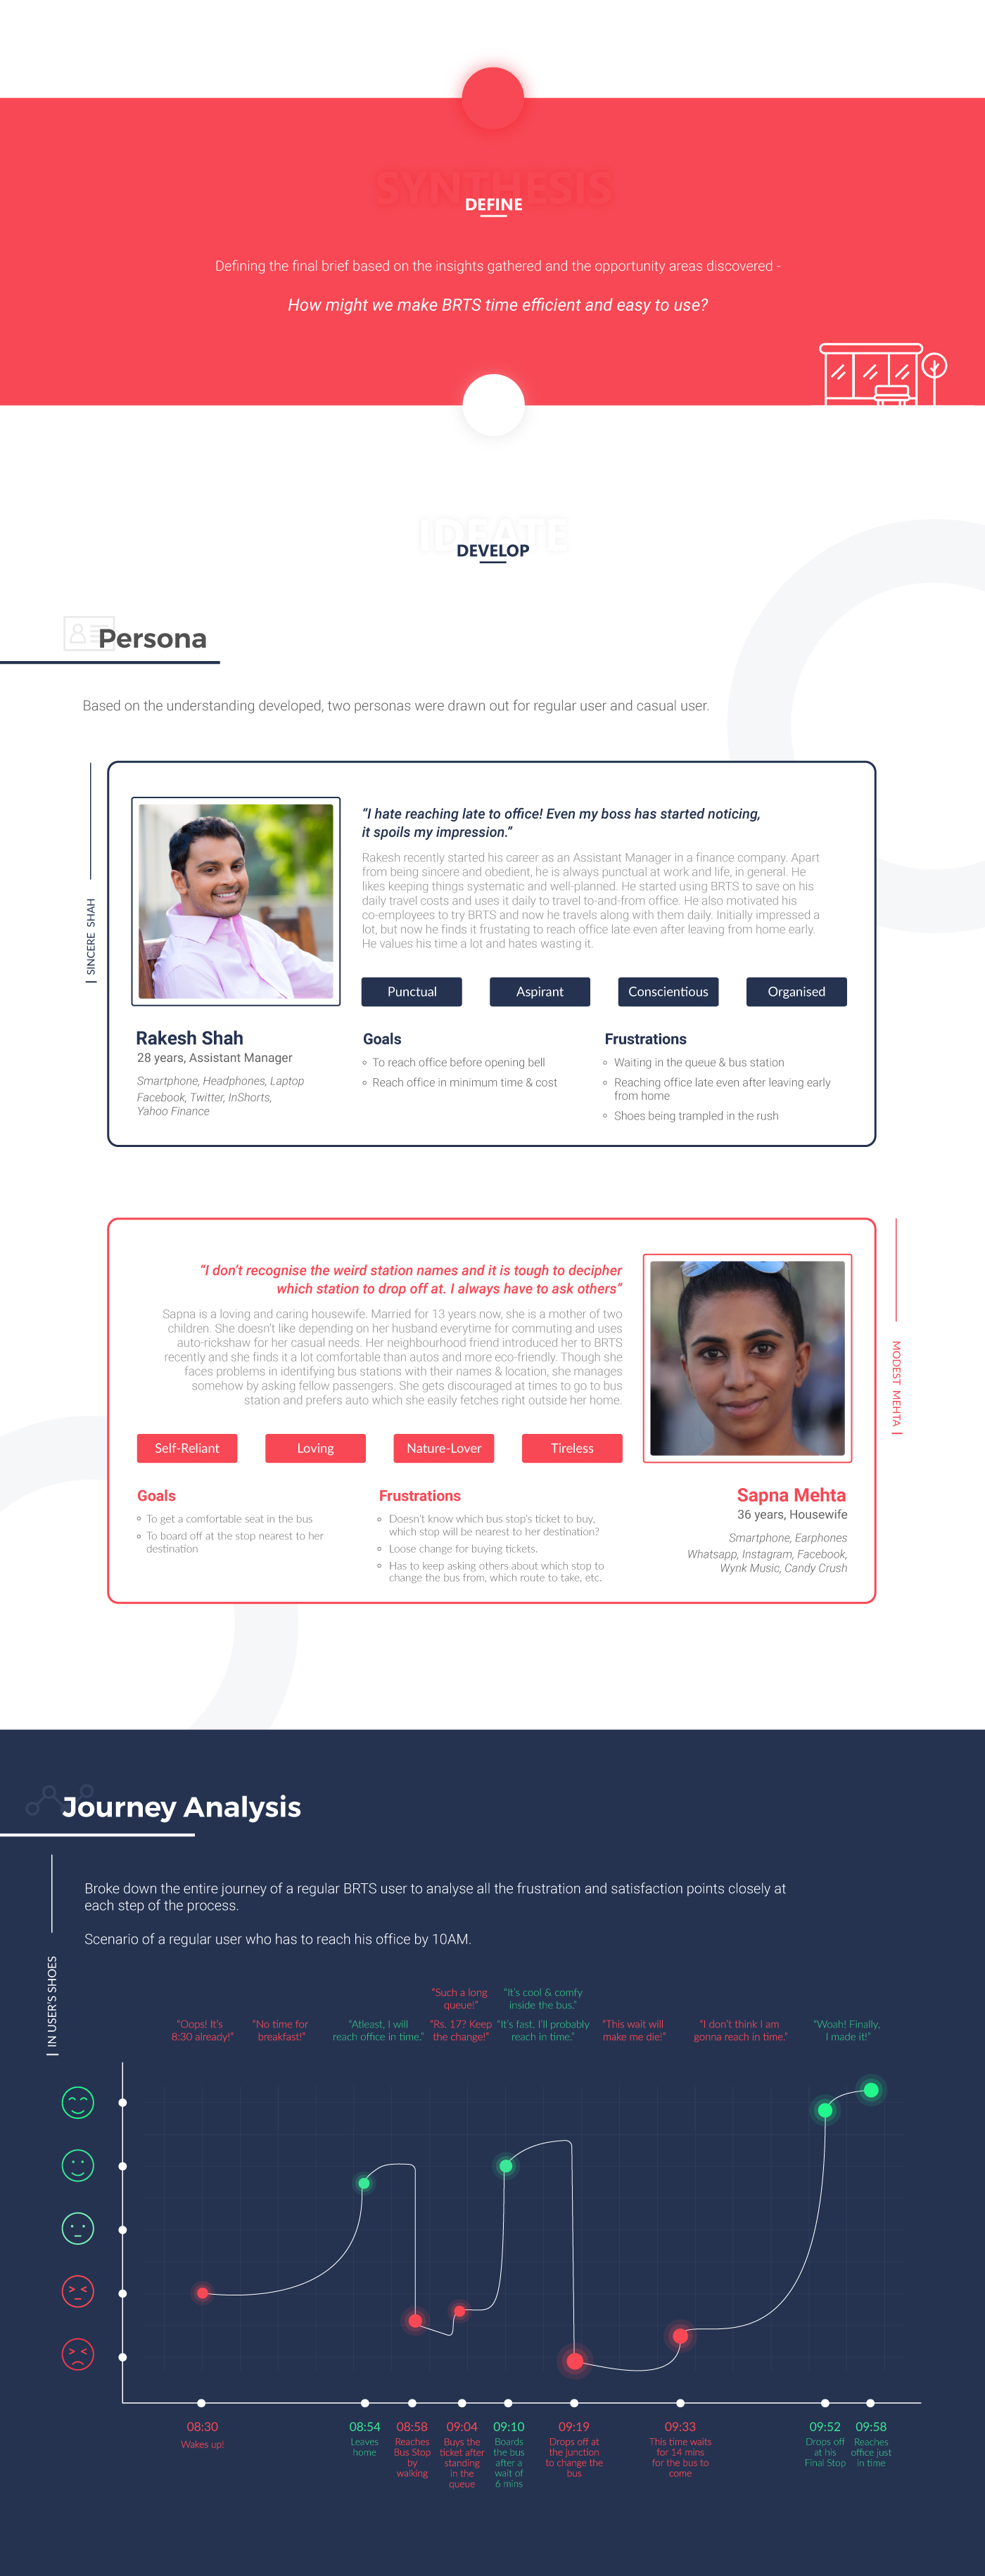 SYNTHESIS
DEFINE
Defining the final brief based on the insights gathered and the opportunity areas discovered -
How might we make BRTS time efficient and easy to use?
IDEATE
DEVELOP
Persona
Based on the understanding developed, two personas were drawn out for regular user and casual user.
SINCERE SHAH
“I hate reaching late to office! Even my boss has started noticing,
it spoils my impression.”
Rakesh recently started his career as an Assistant Manager in a finance company. Apart
from being sincere and obedient, he is always punctual at work and life, in general. He
likes keeping things systematic and well-planned. He started using BRTS to save on his
daily travel costs and uses it daily to travel to-and-from office. He also motivated his
co-employees to try BRTS and now he travels along with them daily. Initially impressed a
lot, but now he finds it frustating to reach office late even after leaving from home early.
He values his time a lot and hates wasting it.
Punctual
Aspirant
Conscientious
Organised
Rakesh Shah
28 years, Assistant Manager
Smartphone, Headphones, Laptop
Facebook, Twitter, InShorts,
Yahoo Finance
Goals
To reach office before opening bell
Reach office in minimum time & cost
Frustrations
Waiting in the queue & bus station
Reaching office late even after leaving early
from home
Shoes being trampled in the rush
“I don’t recognise the weird station names and it is tough to decipher
which station to drop off at. I always have to ask others”
Sapna is a loving and caring housewife. Married for 13 years now, she is a mother of two
children. She doesn’t like depending on her husband everytime for commuting and uses
auto-rickshaw for her casual needs. Her neighbourhood friend introduced her to BRTS
recently and she finds it a lot comfortable than autos and more eco-friendly. Though she
faces problems in identifying bus stations with their names & location, she manages
somehow by asking fellow passengers. She gets discouraged at times to go to bus
station and prefers auto which she easily fetches right outside her home.
MODEST MEHTA
Self-Reliant
Loving
Nature-Lover
Tireless
Goals
To get a comfortable seat in the bus
To board off at the stop nearest to her
destination
Frustrations
Doesn’t know which bus stop’s ticket to buy,
which stop will be nearest to her destination?
Loose change for buying tickets.
Has to keep asking others about which stop to
change the bus from, which route to take, etc.
Sapna Mehta
36 years, Housewife
Smartphone, Earphones
Whatsapp, Instagram, Facebook,
Wynk Music, Candy Crush
Journey Analysis
Broke down the entire journey of a regular BRTS user to analyse all the frustration and satisfaction points closely at
each step of the process.
Scenario of a regular user who has to reach his office by 10AM.
IN USER'S SHOES
“Such a long
queue!”
“It’s cool & comfy
inside the bus.”
“Oops! It’s
8:30 already!”
“No time for
breakfast!”
“Atleast, I will
reach office in time.”
“Rs. 17? Keep
the change!”
“It’s fast. I’ll probably
reach in time.”
“This wait will
make me die!”
“I don’t think I am
gonna reach in time.”
“Woah! Finally,
I made it!”
08:30
Wakes up!
08:54
Leaves
home
08:58
Reaches
Bus Stop
by
walking
09:04
Buys the
ticket after
standing
in the
queue
09:10
Boards
the bus
after a
wait of
6 mins
09:19
Drops off at
the junction
to change the
bus
09:33
This time waits
for 14 mins
for the bus to
come
09:52
Drops off
at his
Final Stop
09:58
Reaches
office just
in time